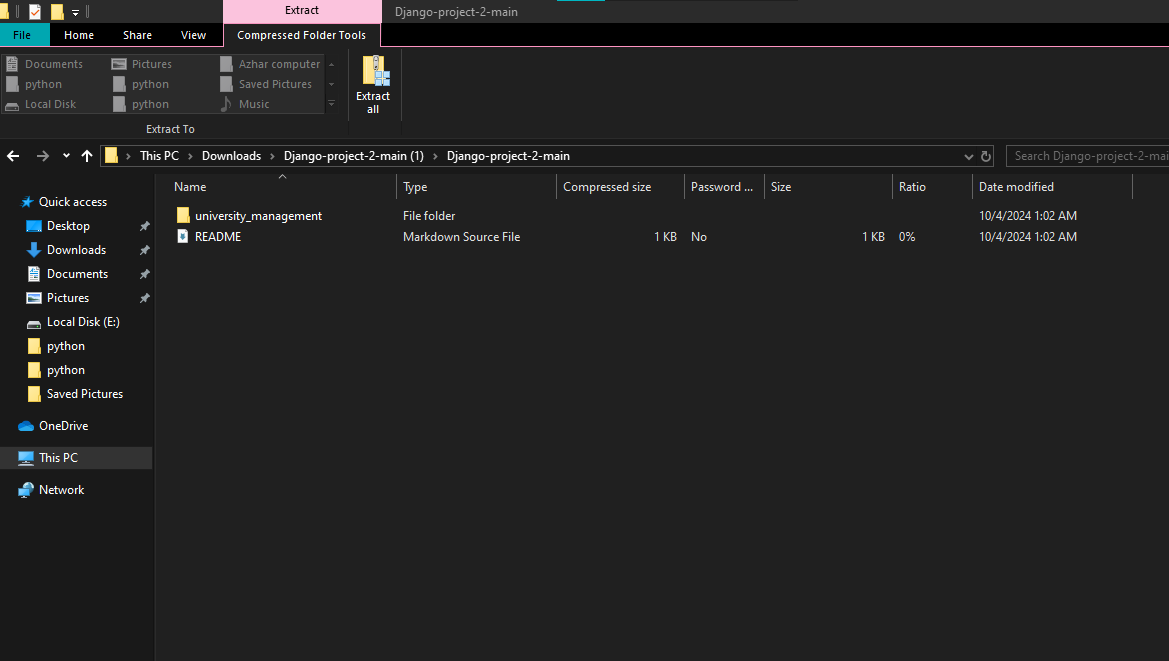 Extract
Django-project-2-main
File Home Share View Compressed Folder Tools
Documents Pictures Azhar computer
python python Saved Pictures
Local Disk python Music
Extract all
Extract To
This PC > Downloads > Django-project-2-main (1) > Django-project-2-main
Search Django-project-2-mai
Name Type Compressed size Password ... Size Ratio Date modified
university_management File folder 10/4/2024 1:02 AM
README Markdown Source File 1 KB No 1 KB 0% 10/4/2024 1:02 AM
Quick access
Desktop
Downloads
Documents
Pictures
Local Disk (E:)
python
python
Saved Pictures
OneDrive
This PC
Network